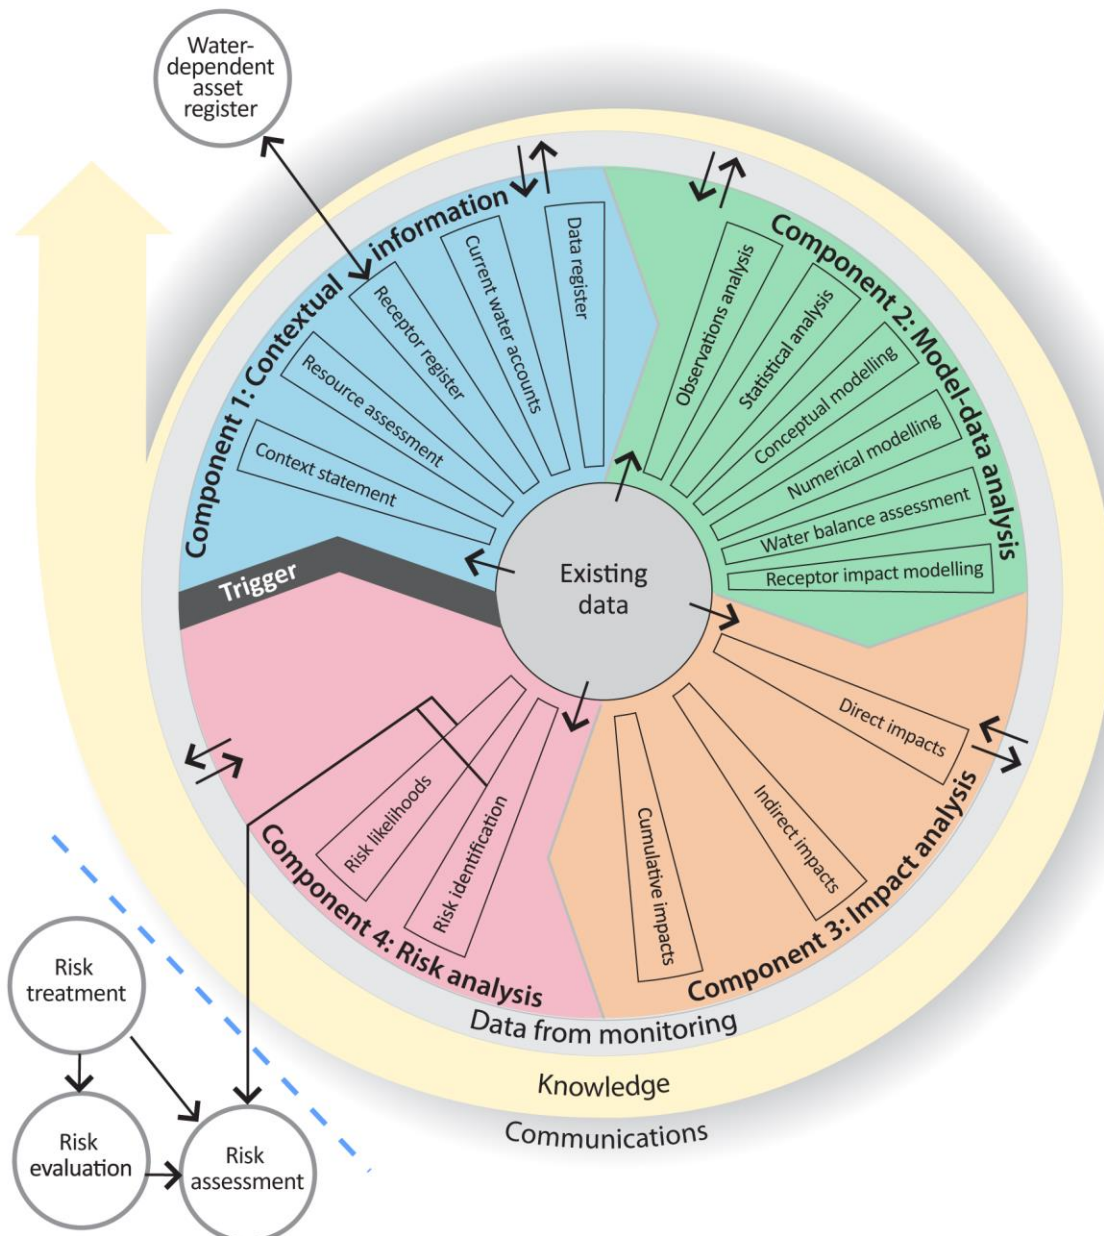 Water-
dependent
asset
register
Component 1: Contextual information
Context statement
Resource assessment
Receptor register
Current water accounts
Data register
Component 2: Model-data analysis
Observations analysis
Statistical analysis
Conceptual modelling
Numerical modelling
Water balance assessment
Receptor impact modelling
Trigger
Existing
data
Component 3: Impact analysis
Direct impacts
Indirect impacts
Cumulative impacts
Component 4: Risk analysis
Risk identification
Risk likelihoods
Data from monitoring
Knowledge
Communications
Risk
treatment
Risk
evaluation
Risk
assessment